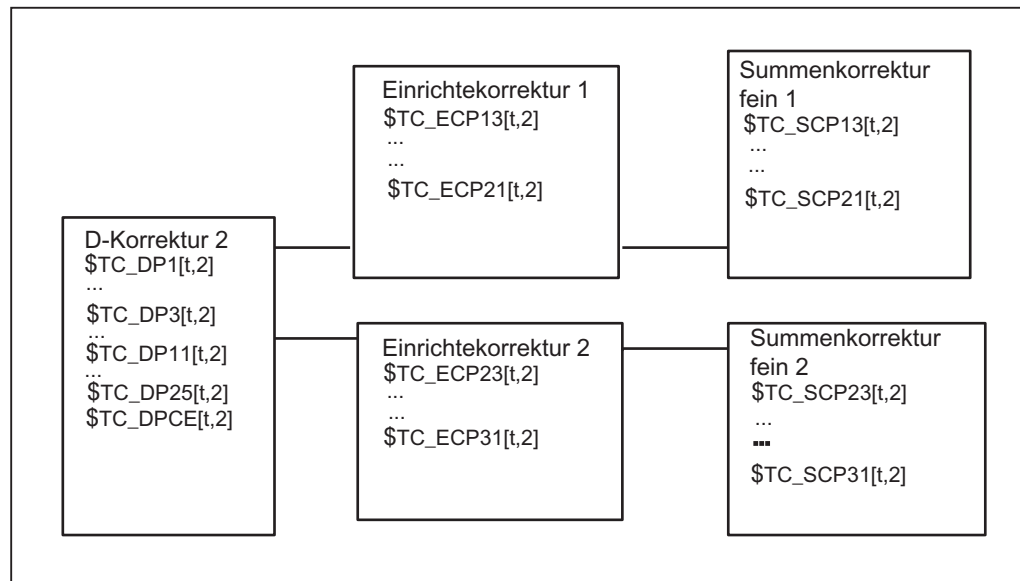 D-Korrektur 2
$TC_DP1[t,2]
...
$TC_DP3[t,2]
...
$TC_DP11[t,2]
...
$TC_DP25[t,2]
$TC_DPCE[t,2]
Einrichtekorrektur 1
$TC_ECP13[t,2]
...
...
$TC_ECP21[t,2]
Summenkorrektur
fein 1
$TC_SCP13[t,2]
...
...
$TC_SCP21[t,2]
Einrichtekorrektur 2
$TC_ECP23[t,2]
...
...
$TC_ECP31[t,2]
Summenkorrektur
fein 2
$TC_SCP23[t,2]
...
...
$TC_SCP31[t,2]